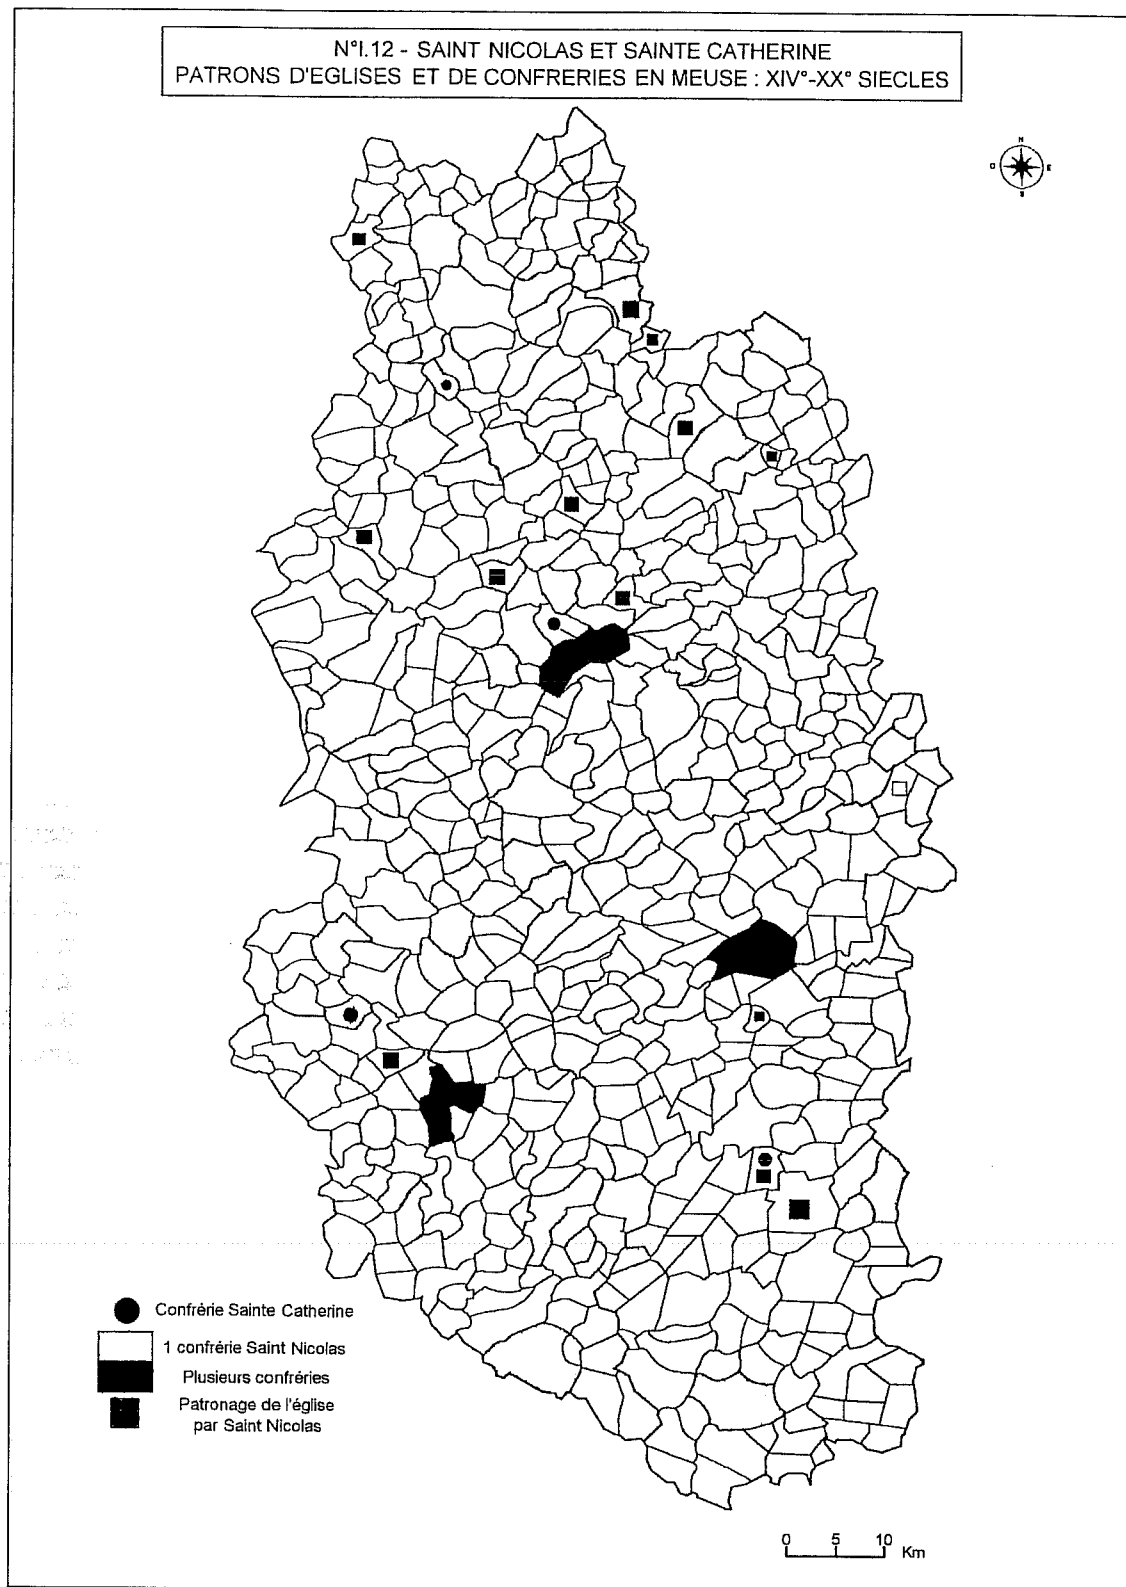 N°I.12 - SAINT NICOLAS ET SAINTE CATHERINE
PATRONS D'EGLISES ET DE CONFRERIES EN MEUSE : XIV°-XX° SIECLES
N
O
E
S
Confrérie Sainte Catherine
1 confrérie Saint Nicolas
Plusieurs confréries
Patronage de l'église
par Saint Nicolas
0 5 10
Km